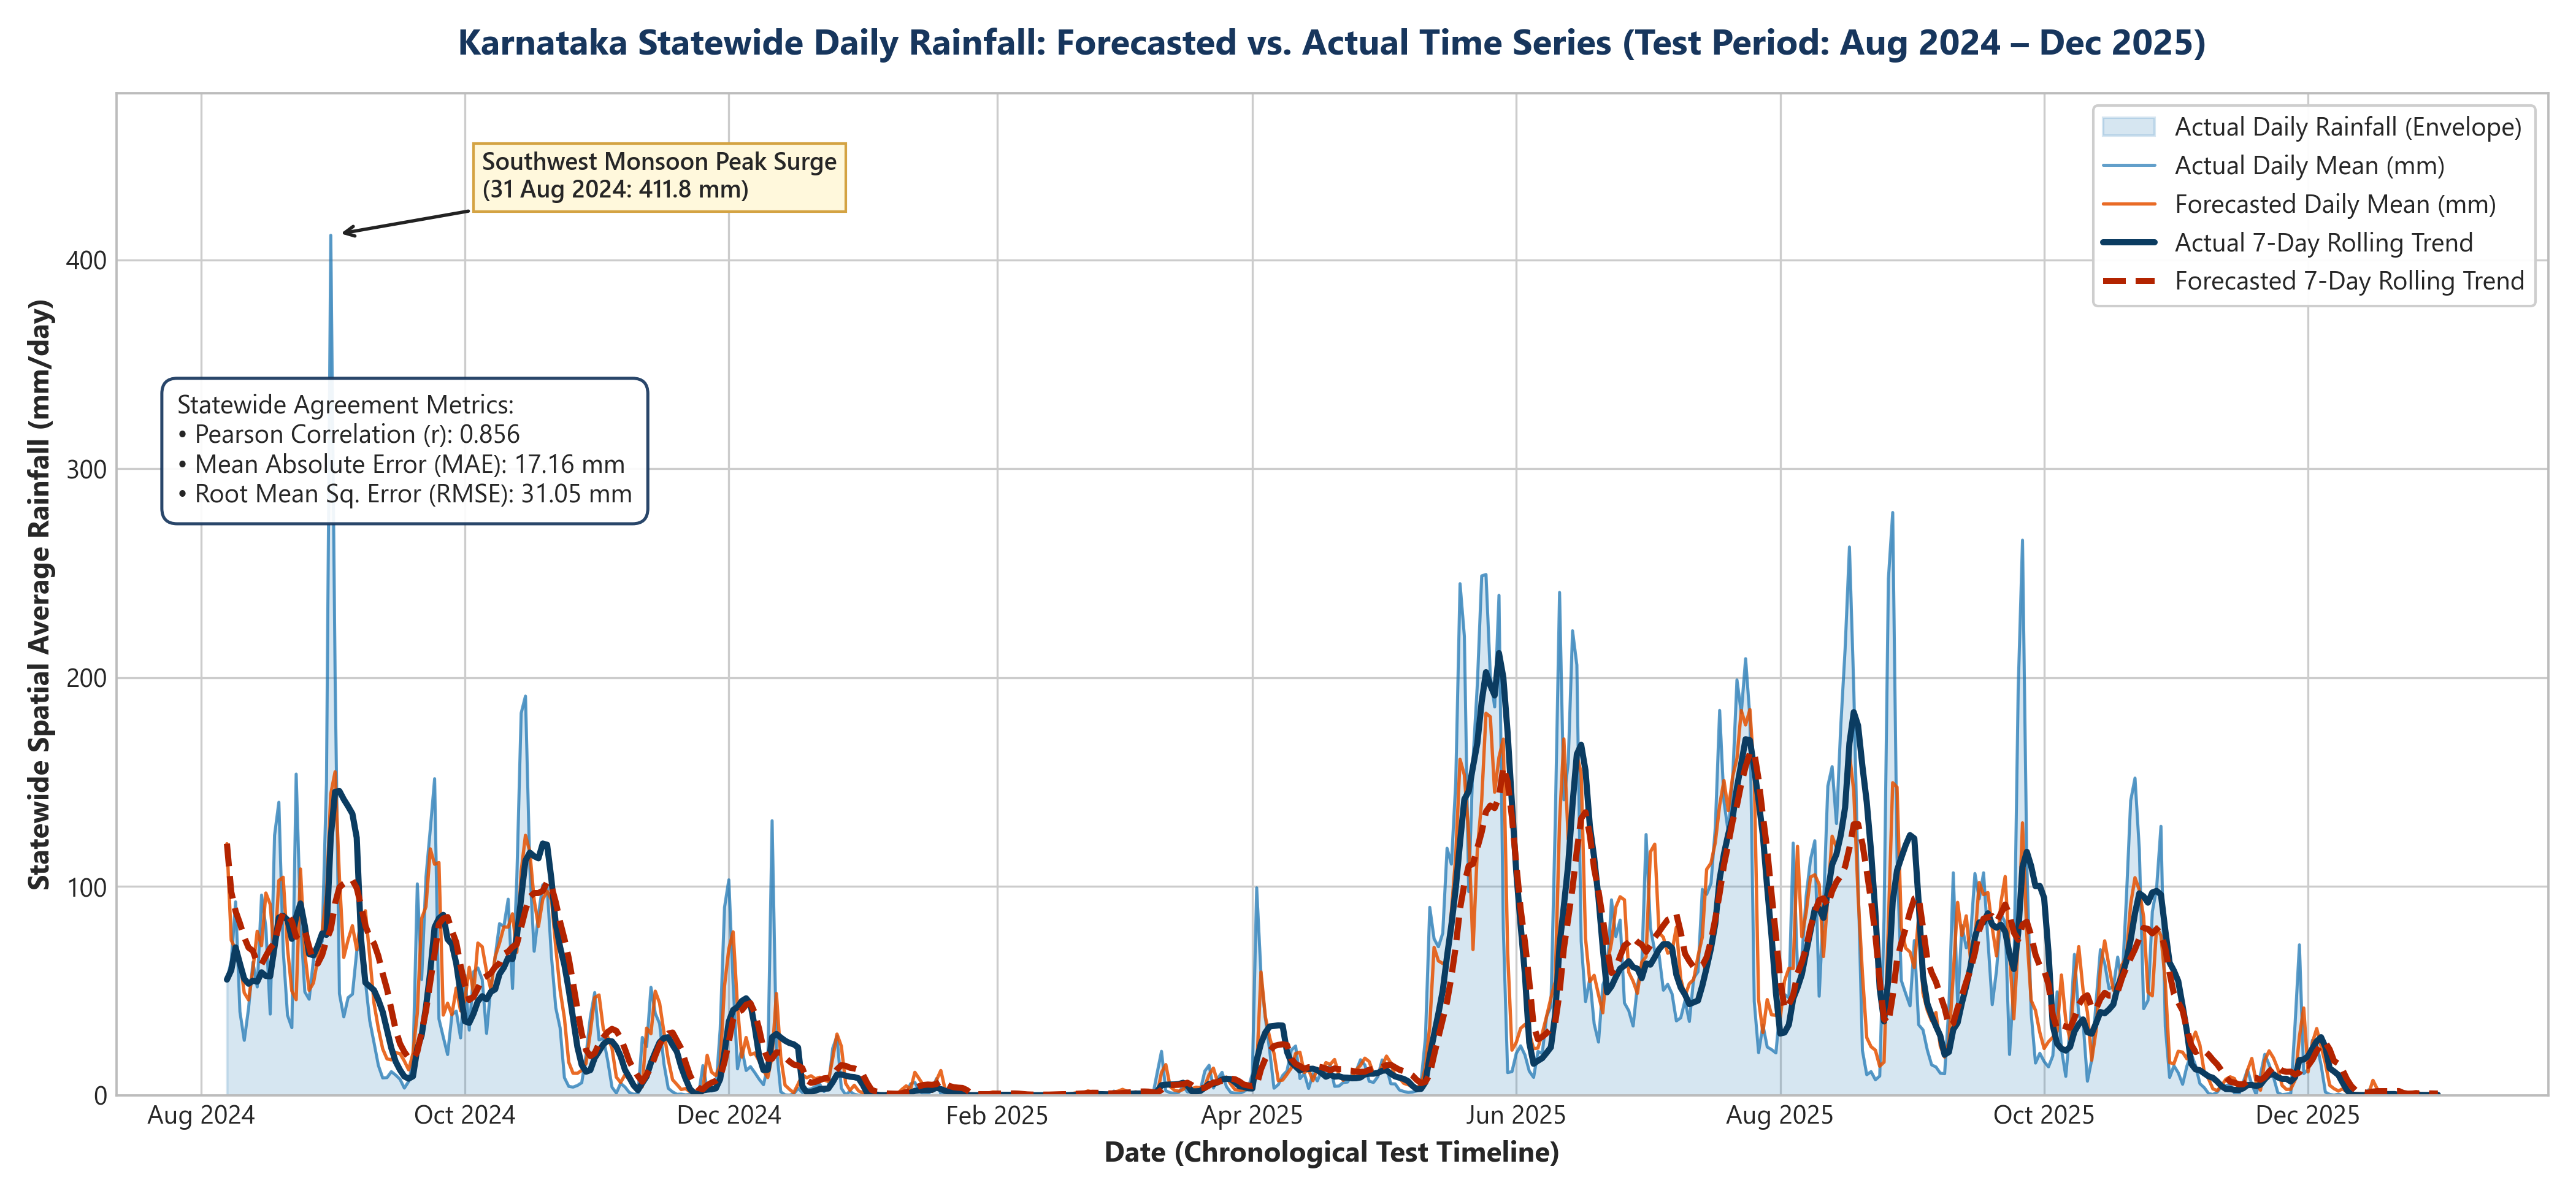 Karnataka Statewide Daily Rainfall: Forecasted vs. Actual Time Series (Test Period: Aug 2024 – Dec 2025)
Southwest Monsoon Peak Surge
(31 Aug 2024: 411.8 mm)
Actual Daily Rainfall (Envelope)
Actual Daily Mean (mm)
Forecasted Daily Mean (mm)
Actual 7-Day Rolling Trend
Forecasted 7-Day Rolling Trend
Statewide Agreement Metrics:
• Pearson Correlation (r): 0.856
• Mean Absolute Error (MAE): 17.16 mm
• Root Mean Sq. Error (RMSE): 31.05 mm
Statewide Spatial Average Rainfall (mm/day)
400
300
200
100
0
Aug 2024
Oct 2024
Dec 2024
Feb 2025
Apr 2025
Jun 2025
Aug 2025
Oct 2025
Dec 2025
Date (Chronological Test Timeline)